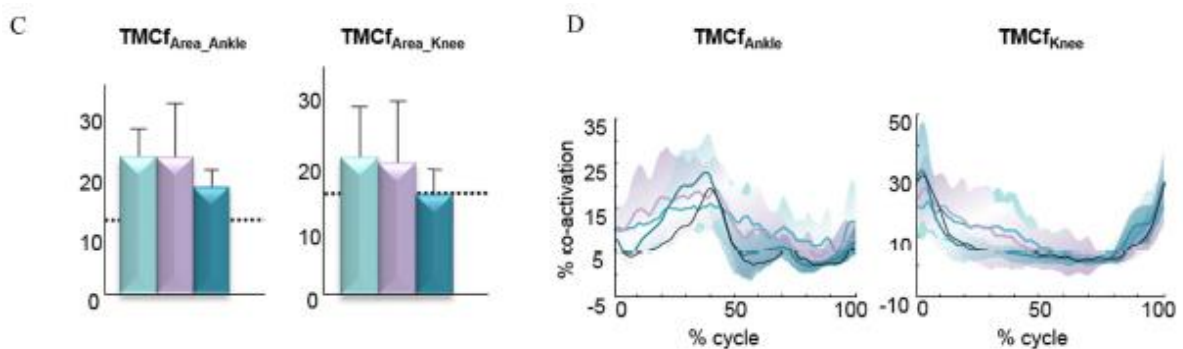 C
TMCfArea_Ankle
30
20
10
0
TMCfArea_Knee
30
20
10
0
D
TMCfAnkle
% co-activation
35
25
15
5
-5
0 50 100
% cycle
TMCfKnee
50
30
10
-10
0 50 100
% cycle